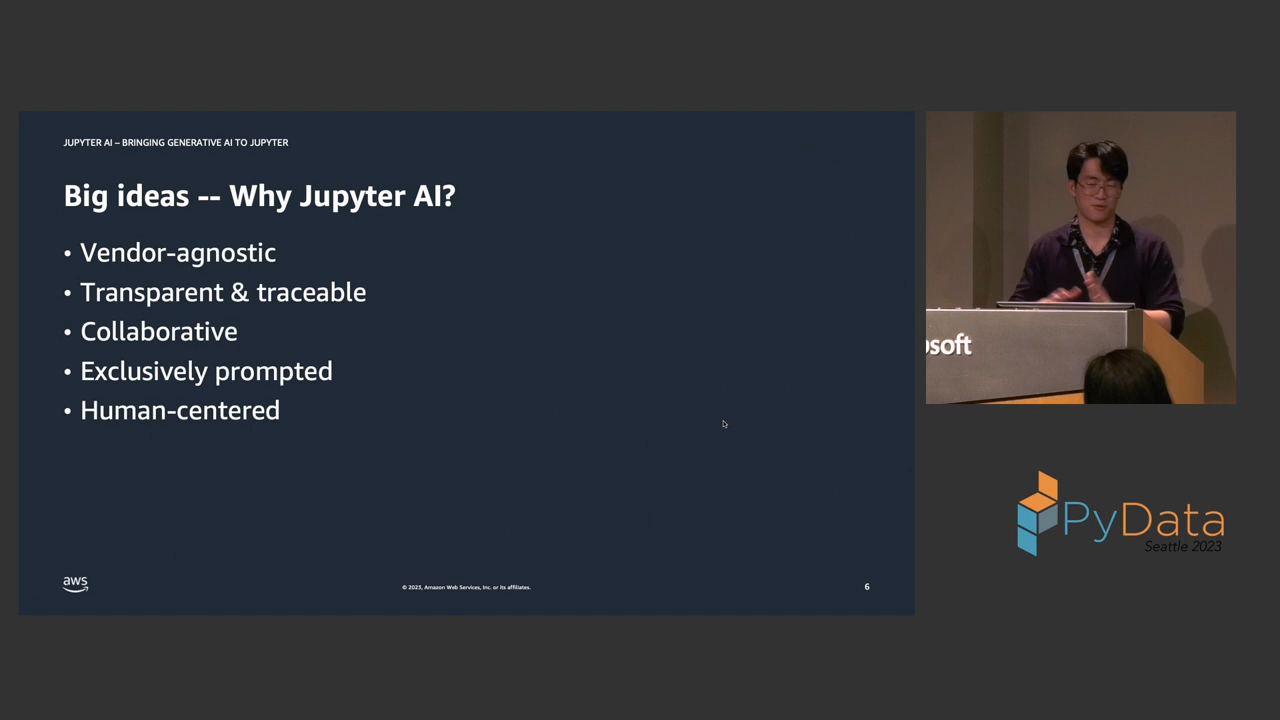 JUPYTER AI – BRINGING GENERATIVE AI TO JUPYTER
Big ideas -- Why Jupyter AI?
• Vendor-agnostic
• Transparent & traceable
• Collaborative
• Exclusively prompted
• Human-centered
aws
© 2023, Amazon Web Services, Inc. or its affiliates.
6
osoft
PyData
Seattle 2023